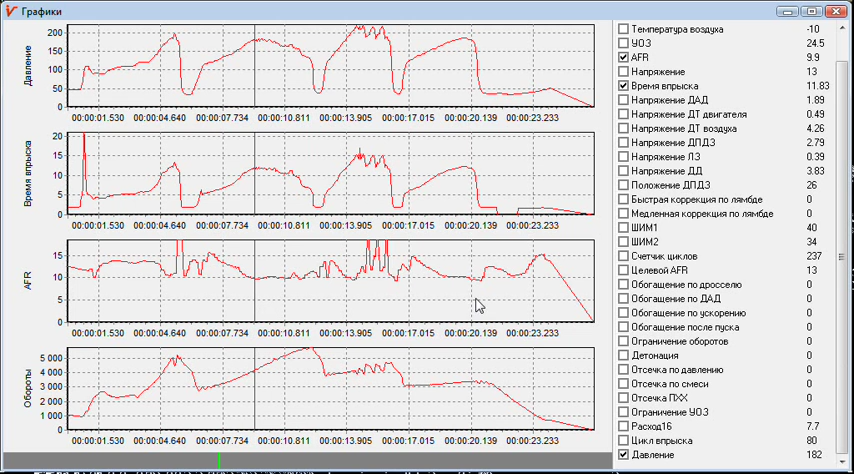 Графики
Давление
200
150
100
50
0
00:00:01.530 00:00:04.640 00:00:07.734 00:00:10.811 00:00:13.905 00:00:17.015 00:00:20.139 00:00:23.233
Время впрыска
20
15
10
5
0
00:00:01.530 00:00:04.640 00:00:07.734 00:00:10.811 00:00:13.905 00:00:17.015 00:00:20.139 00:00:23.233
AFR
15
10
5
0
00:00:01.530 00:00:04.640 00:00:07.734 00:00:10.811 00:00:13.905 00:00:17.015 00:00:20.139 00:00:23.233
Обороты
5 000
4 000
3 000
2 000
1 000
0
00:00:01.530 00:00:04.640 00:00:07.734 00:00:10.811 00:00:13.905 00:00:17.015 00:00:20.139 00:00:23.233
Температура воздуха -10
УОЗ 24.5
AFR 9.9
Напряжение 13
Время впрыска 11.83
Напряжение ДАД 1.89
Напряжение ДТ двигателя 0.49
Напряжение ДТ воздуха 4.26
Напряжение ДПДЗ 2.79
Напряжение ЛЗ 0.39
Напряжение ДД 3.83
Положение ДПДЗ 26
Быстрая коррекция по лямбде 0
Медленная коррекция по лямбде 0
ШИМ1 40
ШИМ2 34
Счетчик циклов 237
Целевой AFR 13
Обогащение по дросселю 0
Обогащение по ДАД 0
Обогащение по ускорению 0
Обогащение после пуска 0
Ограничение оборотов 0
Детонация 0
Отсечка по давлению 0
Отсечка по смеси 0
Отсечка ПХХ 0
Ограничение УОЗ 0
Расход16 7.7
Цикл впрыска 80
Давление 182